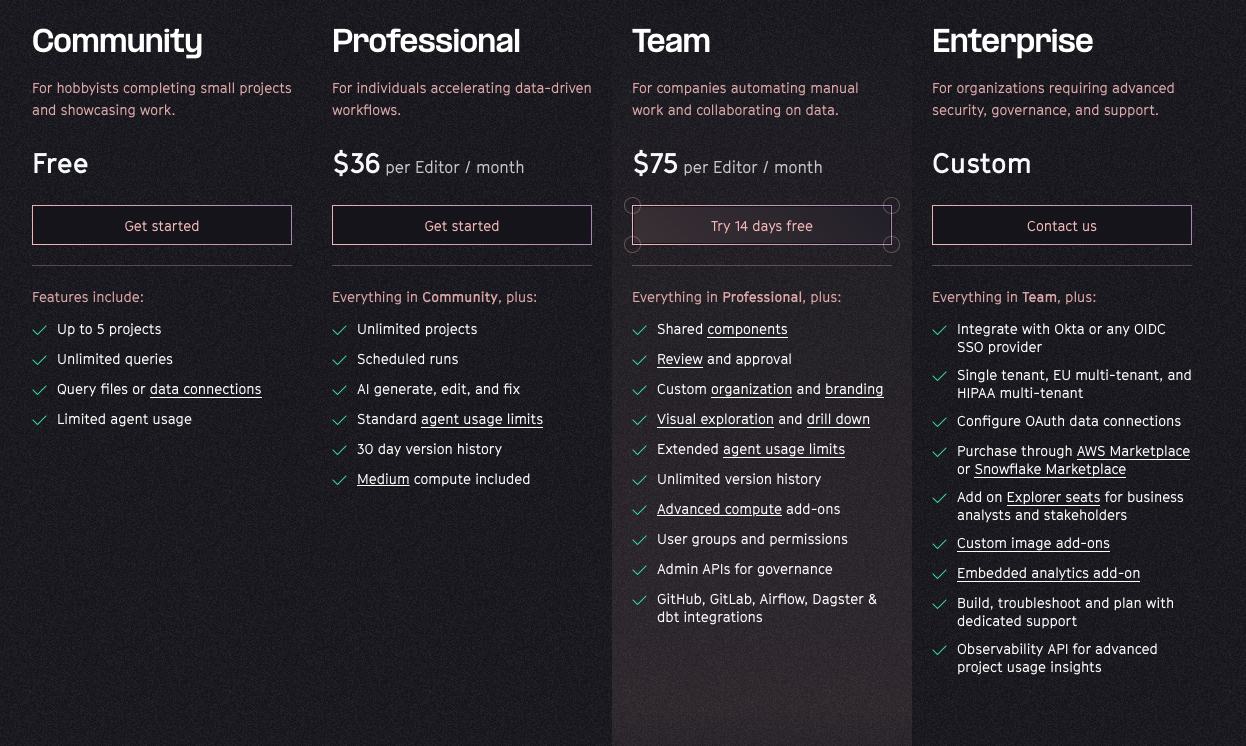 Community
For hobbyists completing small projects
and showcasing work.
Free
Get started
Features include:
Up to 5 projects
Unlimited queries
Query files or data connections
Limited agent usage
Professional
For individuals accelerating data-driven
workflows.
$36 per Editor / month
Get started
Everything in Community, plus:
Unlimited projects
Scheduled runs
AI generate, edit, and fix
Standard agent usage limits
30 day version history
Medium compute included
Team
For companies automating manual
work and collaborating on data.
$75 per Editor / month
Try 14 days free
Everything in Professional, plus:
Shared components
Review and approval
Custom organization and branding
Visual exploration and drill down
Extended agent usage limits
Unlimited version history
Advanced compute add-ons
User groups and permissions
Admin APIs for governance
GitHub, GitLab, Airflow, Dagster &
dbt integrations
Enterprise
For organizations requiring advanced
security, governance, and support.
Custom
Contact us
Everything in Team, plus:
Integrate with Okta or any OIDC
SSO provider
Single tenant, EU multi-tenant, and
HIPAA multi-tenant
Configure OAuth data connections
Purchase through AWS Marketplace
or Snowflake Marketplace
Add on Explorer seats for business
analysts and stakeholders
Custom image add-ons
Embedded analytics add-on
Build, troubleshoot and plan with
dedicated support
Observability API for advanced
project usage insights